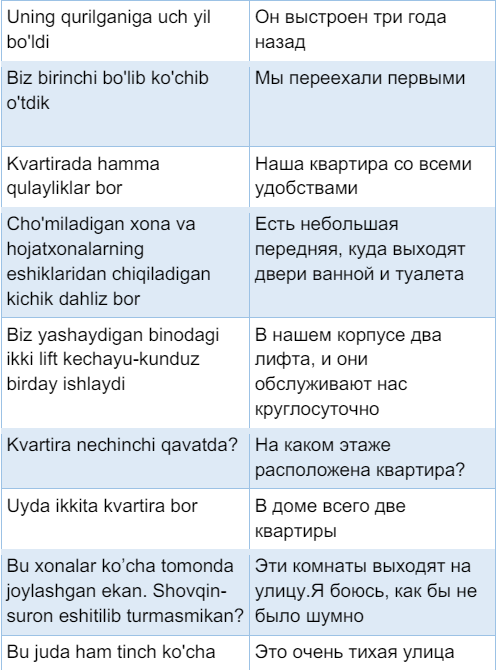 Uning qurilganiga uch yil
bo'ldi
Он выстроен три года
назад
Biz birinchi bo'lib ko'chib
o'tdik
Мы переехали первыми
Kvartirada hamma
qulayliklar bor
Наша квартира со всеми
удобствами
Cho'miladigan xona va
hojatxonalarning
eshiklaridan chiqiladigan
kichik dahliz bor
Есть небольшая
передняя, куда выходят
двери ванной и туалета
Biz yashaydigan binodagi
ikki lift kechayu-kunduz
birday ishlaydi
В нашем корпусе два
лифта, и они
обслуживают нас
круглосуточно
Kvartira nechinchi qavatda?
На каком этаже
расположена квартира?
Uyda ikkita kvartira bor
В доме всего две
квартиры
Bu xonalar ko’cha tomonda
joylashgan ekan. Shovqin-
suron eshitilib turmasmikan?
Эти комнаты выходят на
улицу.Я боюсь, как бы не
было шумно
Bu juda ham tinch ko'cha
Это очень тихая улица